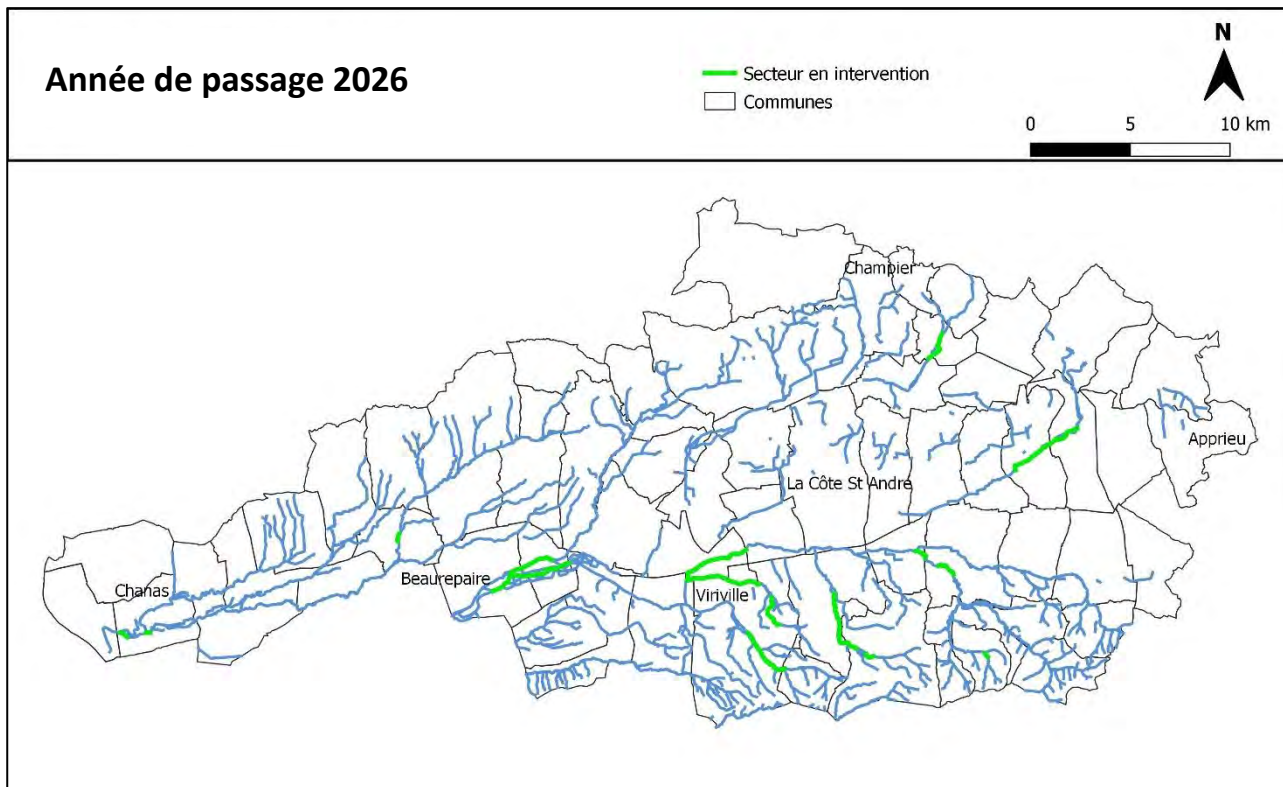 Année de passage 2026
Secteur en intervention
Communes
N
0 5 10 km
Champier
Apprieu
La Côte St André
Beaurepaire
Chanas
Viriville